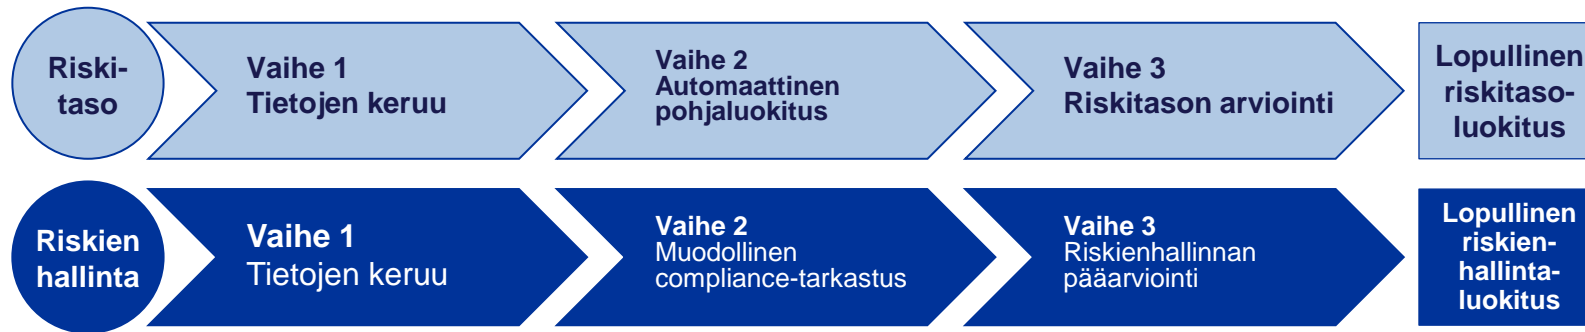 Riski-
taso
Vaihe 1
Tietojen keruu
Vaihe 2
Automaattinen
pohjaluokitus
Vaihe 3
Riskitason arviointi
Lopullinen
riskitaso-
luokitus
Riskien
hallinta
Vaihe 1
Tietojen keruu
Vaihe 2
Muodollinen
compliance-tarkastus
Vaihe 3
Riskienhallinnan
pääarviointi
Lopullinen
riskien-
hallinta-
luokitus